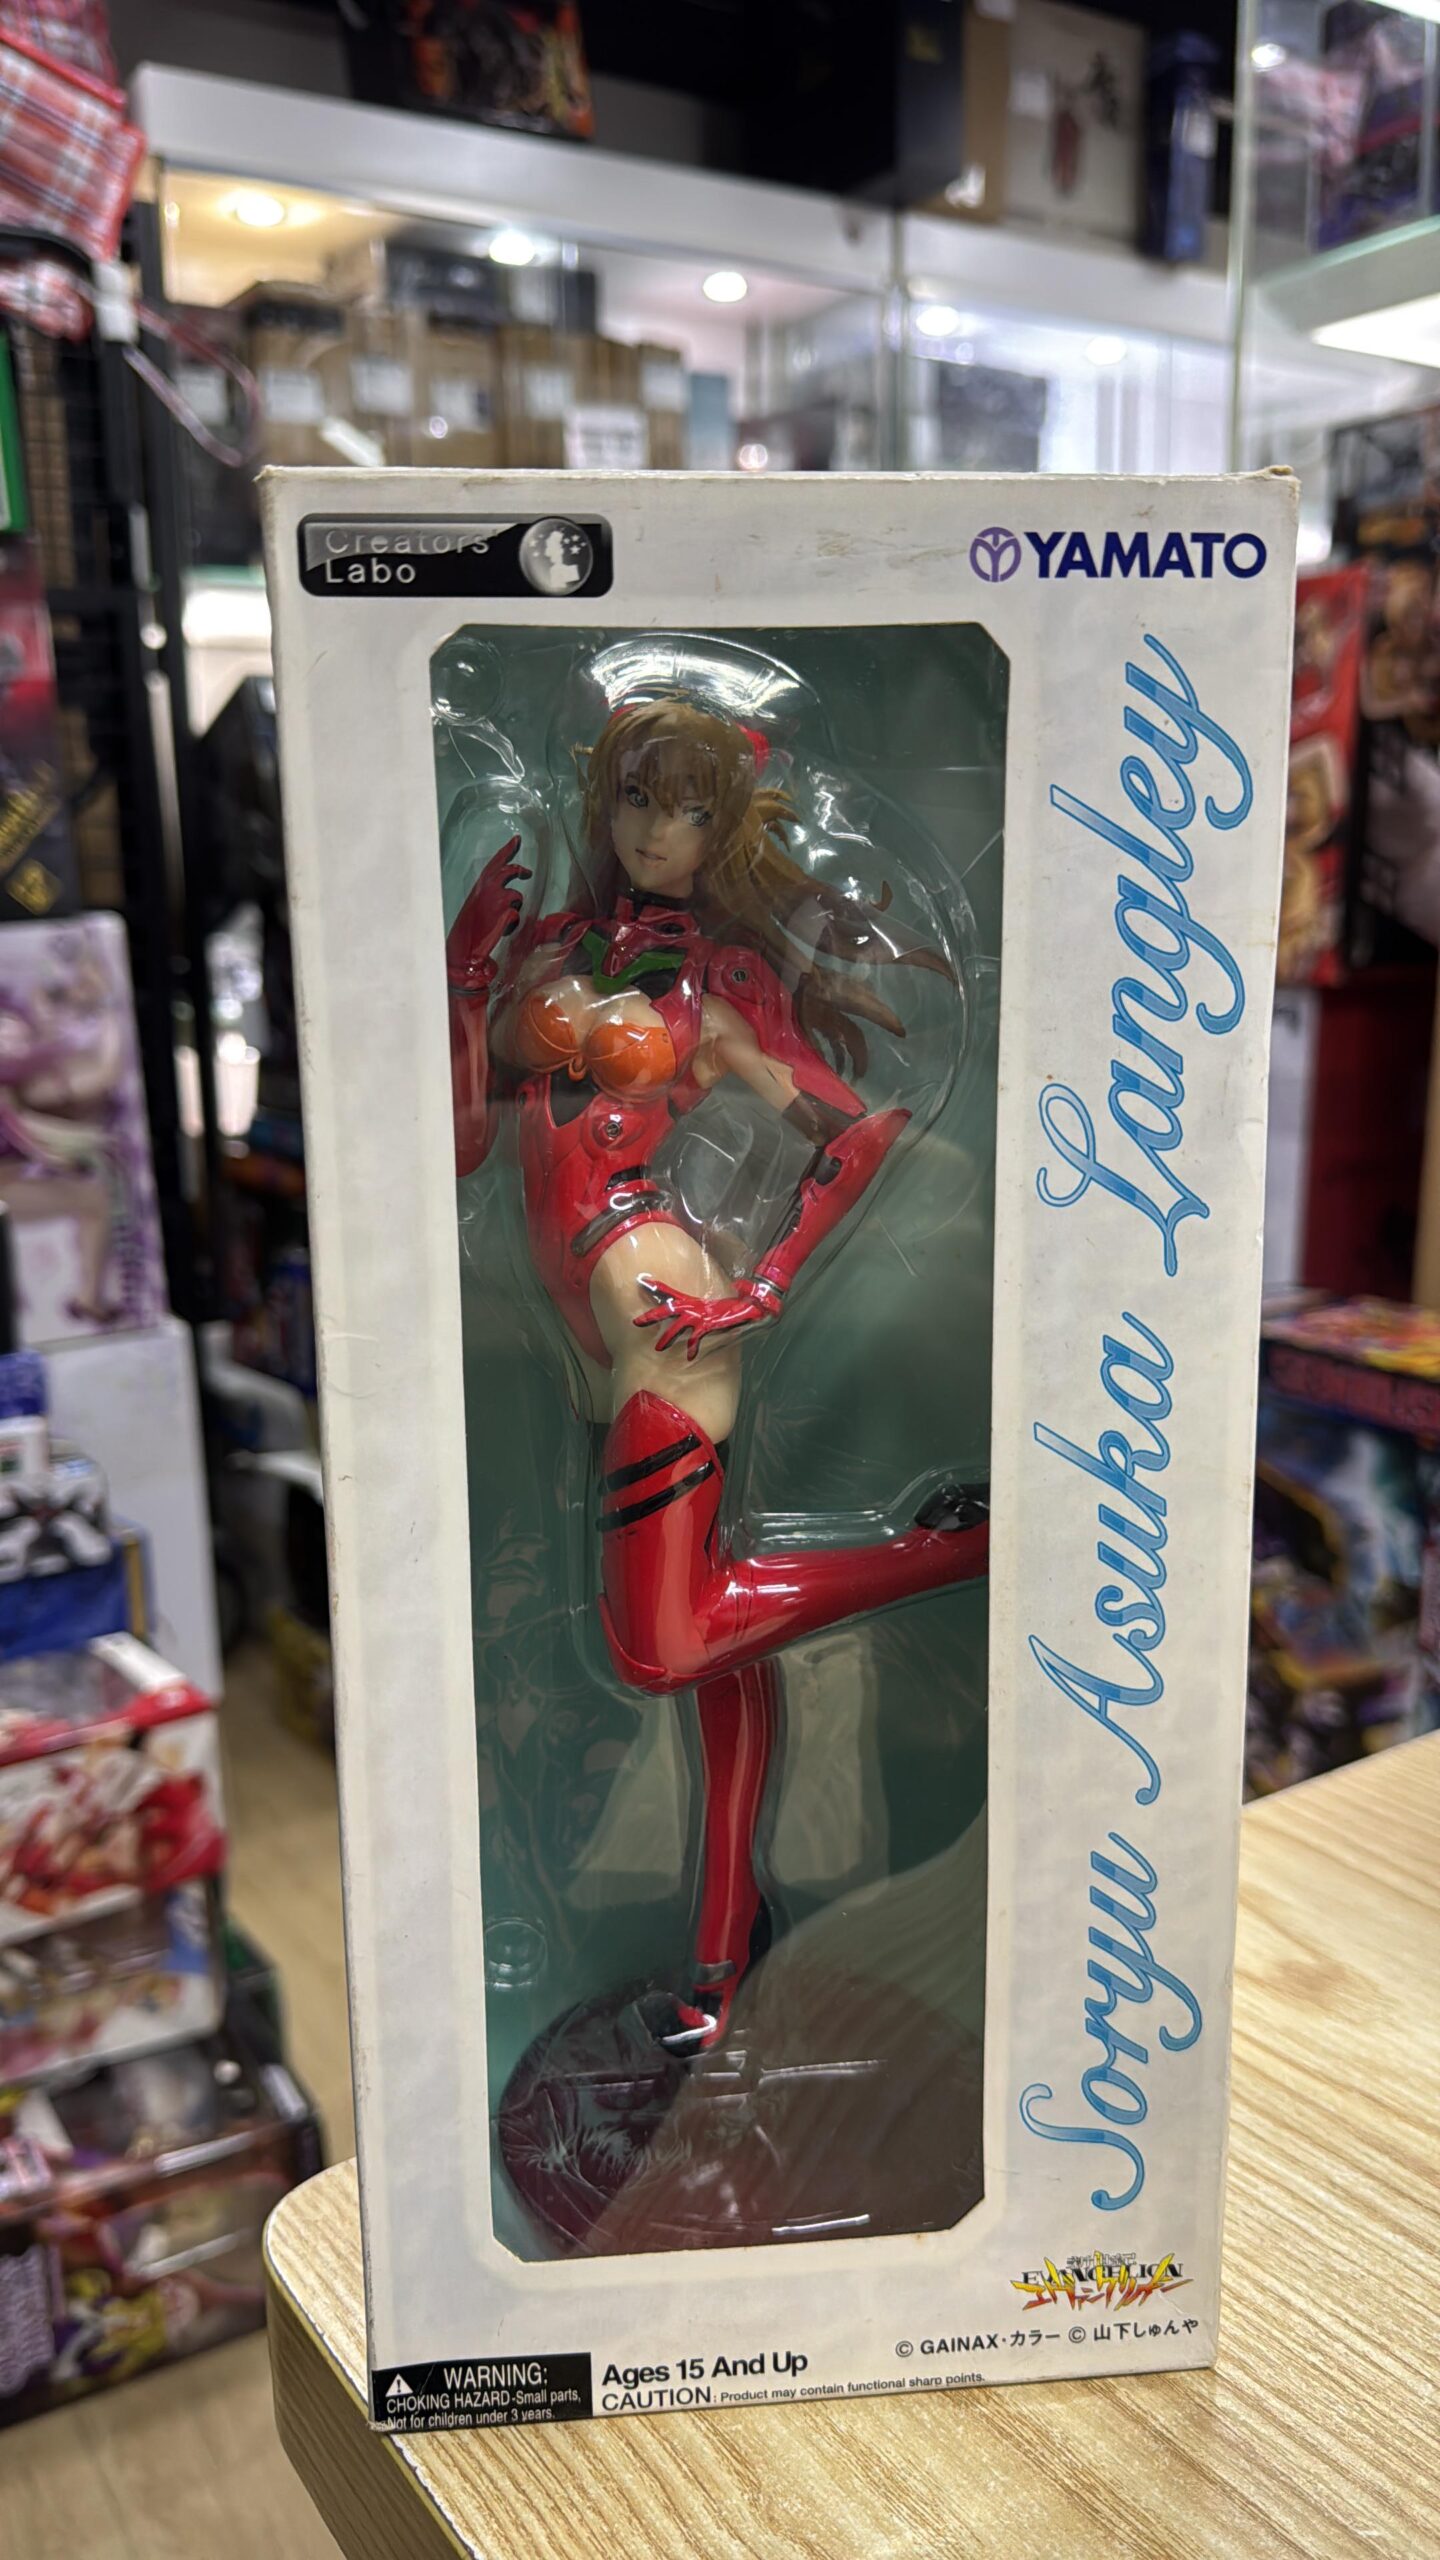 Creators'
Labo
YAMATO
Soryu Asuka Langley
EVANGELION
© GAINAX・カラー © 山下しゅんや
WARNING:
CHOKING HAZARD-Small parts,
Not for children under 3 years.
Ages 15 And Up
CAUTION: Product may contain functional sharp points.